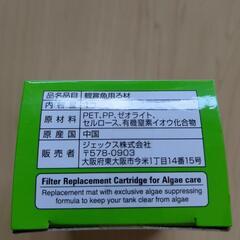 品名品目 観賞魚用ろ材
内容
原材料 PET、PP、ゼオライト、
セルロース、有機窒素イオウ化合物
原産国 中国
販売者 ジェックス株式会社
〒578-0903
大阪府東大阪市今米1丁目14番15号
Filter Replacement Cartridge for Algae care
Replacement mat with exclusive algae suppressing
formula to keep your tank clear from algae